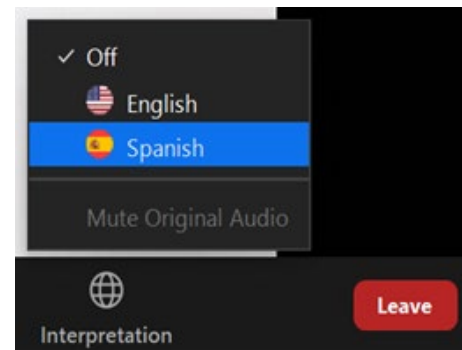 Off
English
Spanish
Mute Original Audio
Interpretation
Leave